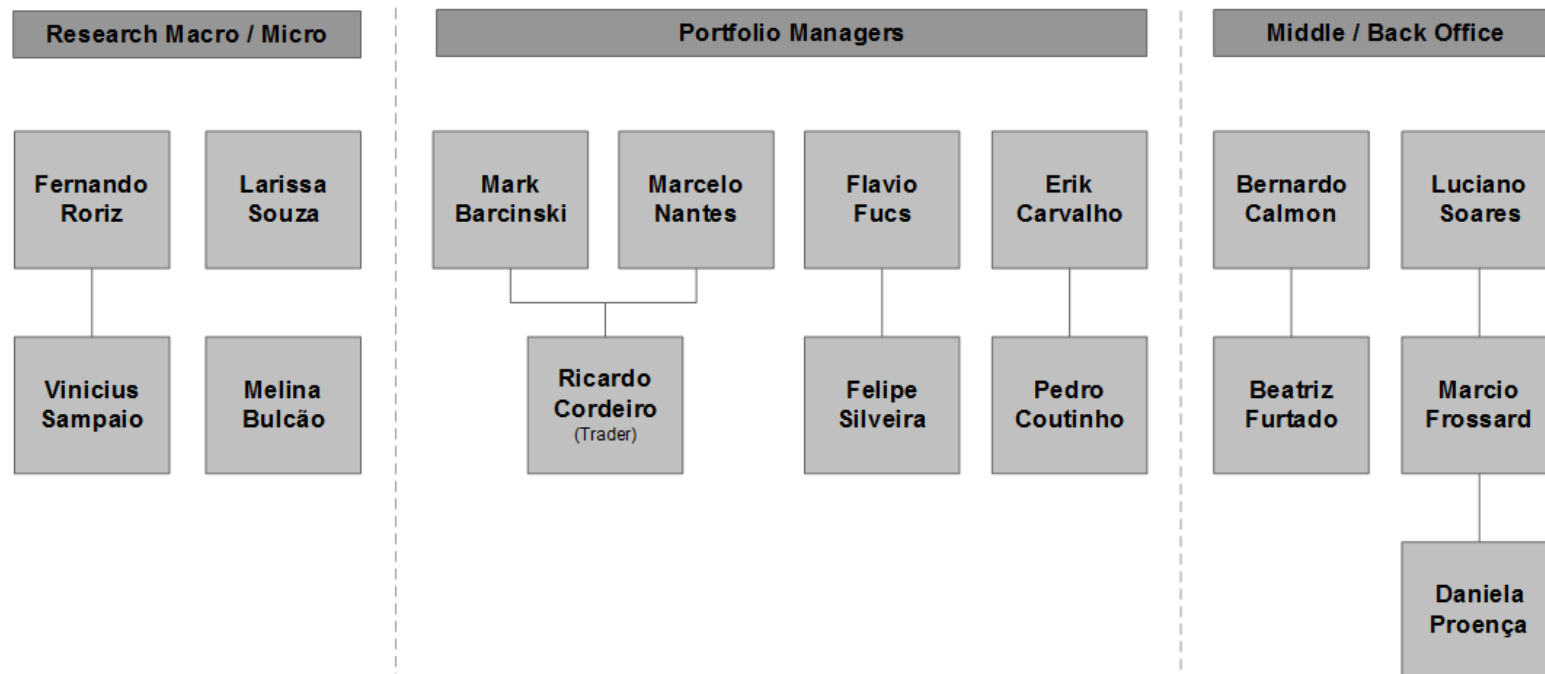 Research Macro / Micro
Portfolio Managers
Middle / Back Office
Fernando
Roriz
Larissa
Souza
Mark
Barcinski
Marcelo
Nantes
Flavio
Fucs
Erik
Carvalho
Bernardo
Calmon
Luciano
Soares
Vinicius
Sampaio
Melina
Bulcão
Ricardo
Cordeiro
(Trader)
Felipe
Silveira
Pedro
Coutinho
Beatriz
Furtado
Marcio
Frossard
Daniela
Proença